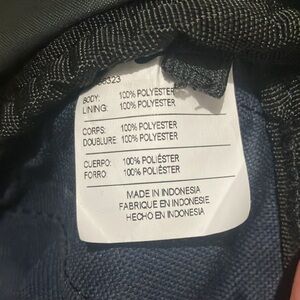 BODY: 100% POLYESTER
LINING: 100% POLYESTER
CORPS: 100% POLYESTER
DOUBLURE 100% POLYESTER
CUERPO: 100% POLIÉSTER
FORRO: 100% POLIÉSTER
MADE IN INDONESIA
FABRIQUE EN INDONESIE
HECHO EN INDONESIA